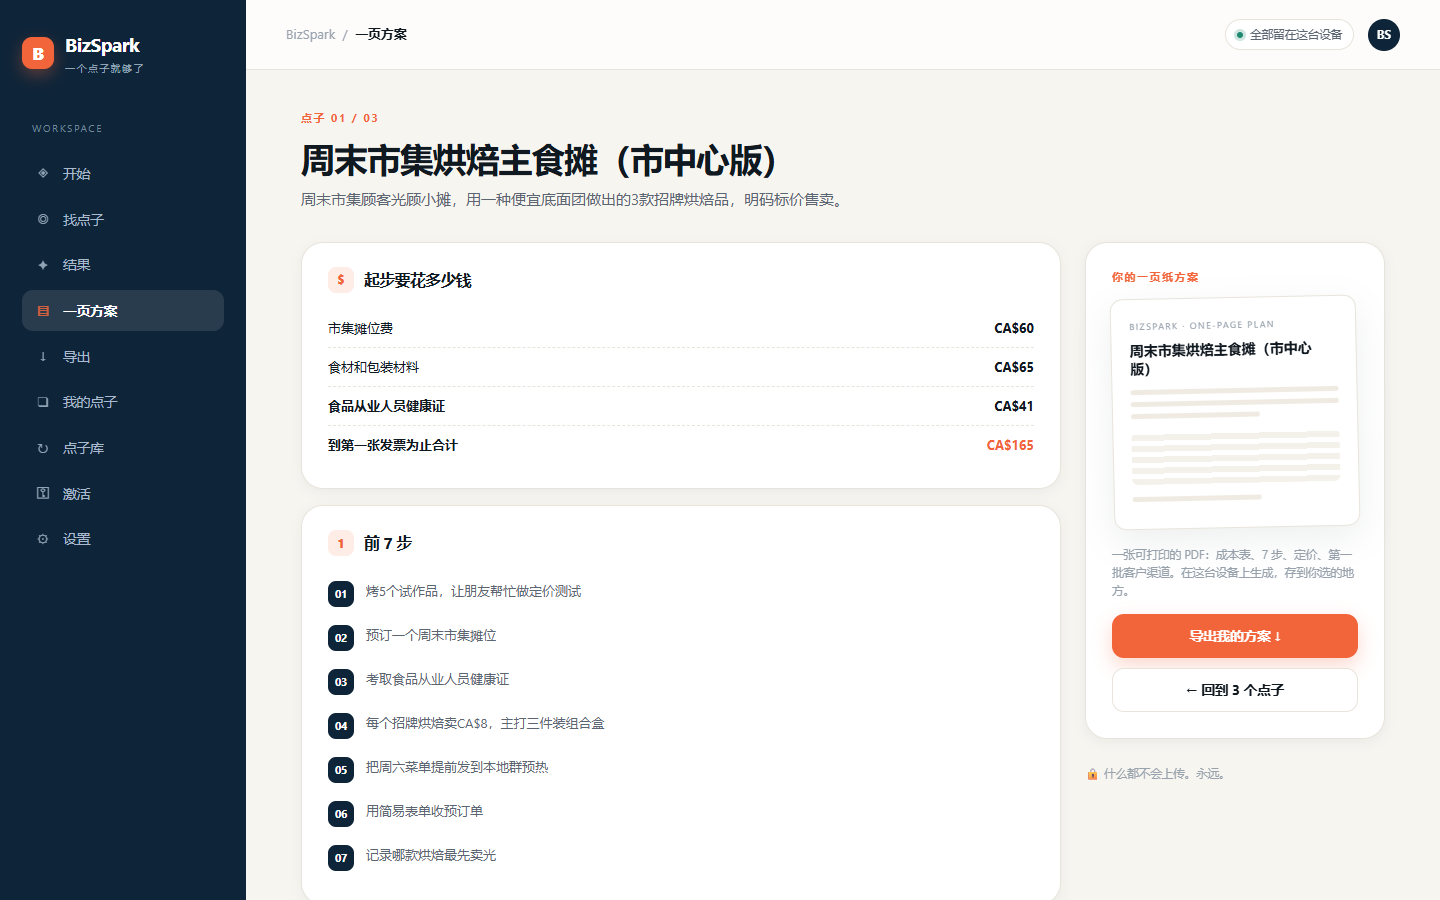 B
BizSpark
一个点子就够了
WORKSPACE
开始
找点子
结果
一页方案
导出
我的点子
点子库
激活
设置
BizSpark / 一页方案
全部留在这台设备
BS
点子 01 / 03
周末市集烘焙主食摊（市中心版）
周末市集顾客光顾小摊，用一种便宜底面团做出的3款招牌烘焙品，明码标价售卖。
$ 起步要花多少钱
市集摊位费 CA$60
食材和包装材料 CA$65
食品从业人员健康证 CA$41
到第一张发票为止合计 CA$165
1 前 7 步
01 烤5个试作品，让朋友帮忙做定价测试
02 预订一个周末市集摊位
03 考取食品从业人员健康证
04 每个招牌烘焙卖CA$8，主打三件装组合盒
05 把周六菜单提前发到本地群预热
06 用简易表单收预订单
07 记录哪款烘焙最先卖光
你的一页纸方案
BIZSPARK · ONE-PAGE PLAN
周末市集烘焙主食摊（市中心
版）
一张可打印的 PDF：成本表、7 步、定价、第一
批客户渠道。在这台设备上生成，存到你选的地
方。
导出我的方案 ↓
← 回到 3 个点子
什么都不会上传。永远。